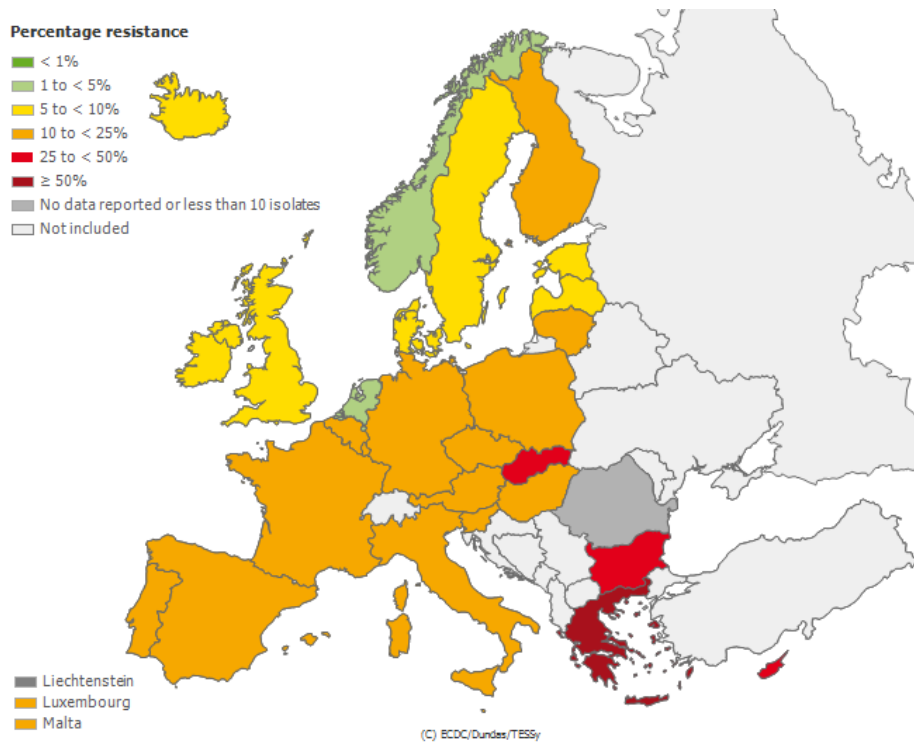 Percentage resistance
< 1%
1 to < 5%
5 to < 10%
10 to < 25%
25 to < 50%
≥ 50%
No data reported or less than 10 isolates
Not included
Liechtenstein
Luxembourg
Malta
(C) ECDC/Dundas/TESSy